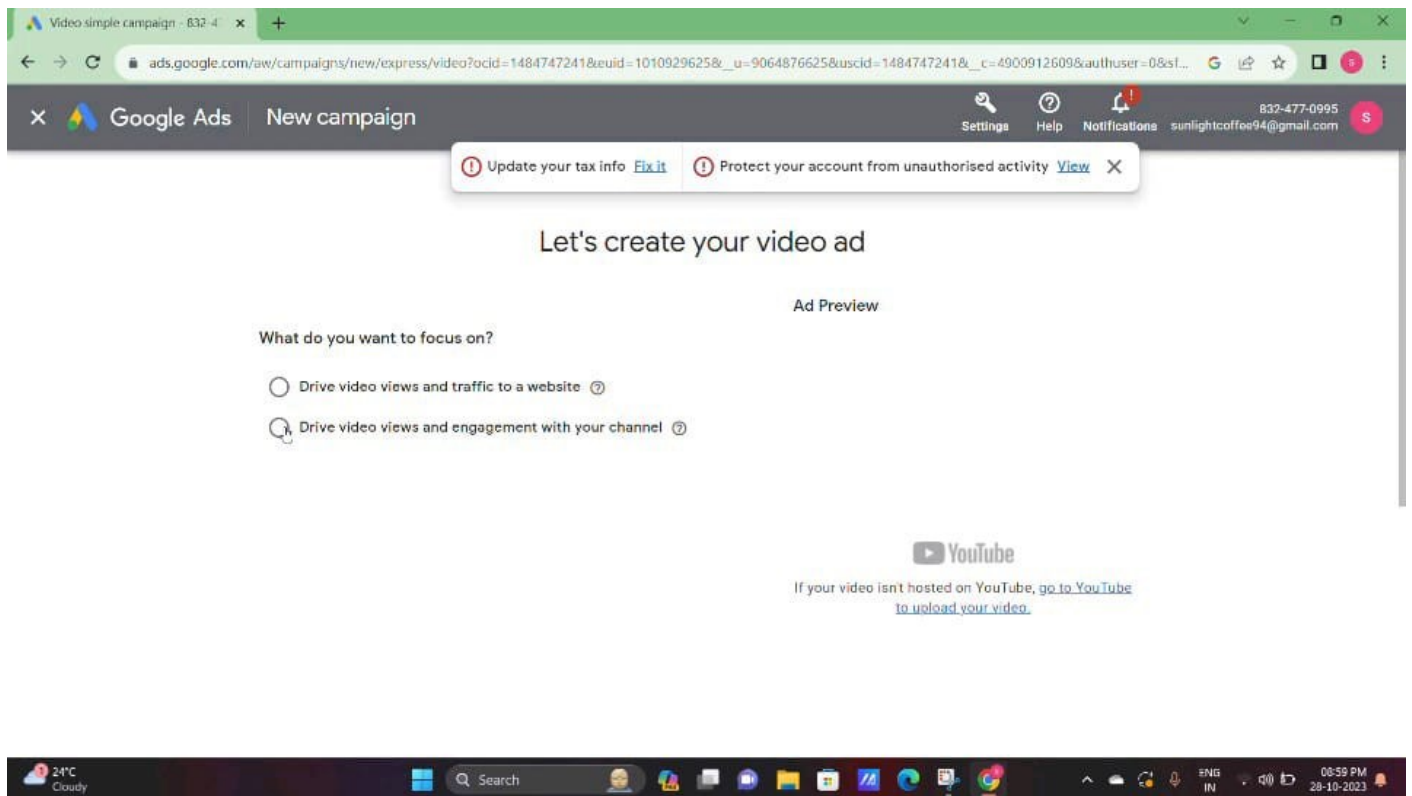 Video simple campaign - 832-4
ads.google.com/aw/campaigns/new/express/video?ocid=1484747241&euid=1010929625&__u=9064876625&uscid=1484747241&__c=4900912609&authuser=0&sf...
Google Ads
New campaign
Settings
Help
Notifications
832-477-0995
sunlightcoffee94@gmail.com
S
Update your tax info Fix it
Protect your account from unauthorised activity View
Let's create your video ad
Ad Preview
What do you want to focus on?
Drive video views and traffic to a website
Drive video views and engagement with your channel
YouTube
If your video isn't hosted on YouTube, go to YouTube
to upload your video.
24°C
Cloudy
Search
ENG
IN
08:59 PM
28-10-2023